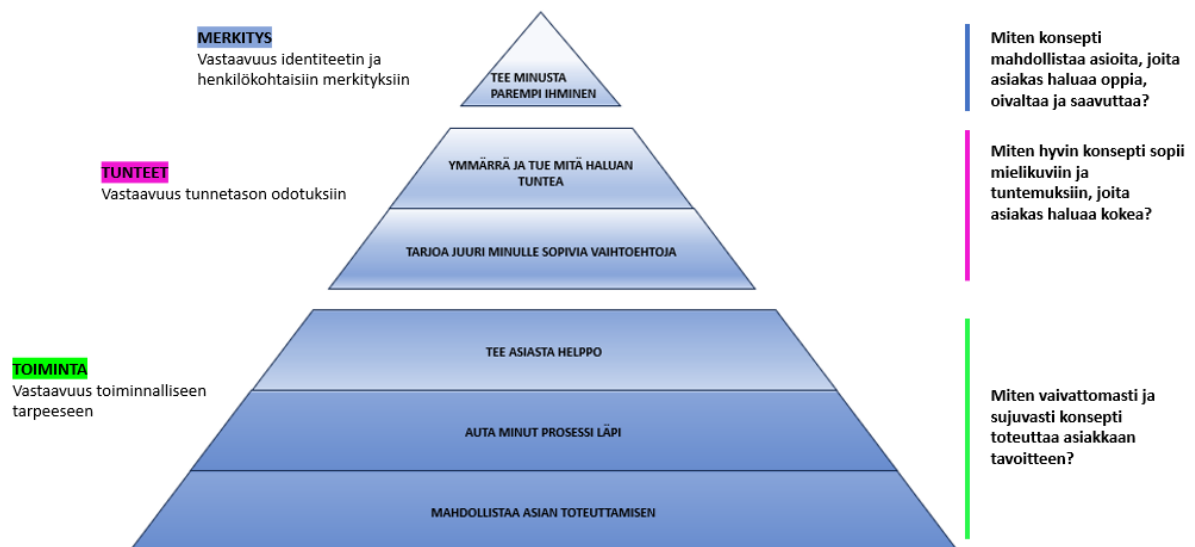 MERKITYS
Vastaavuus identiteetin ja
henkilökohtaisiin merkityksiin
TEE MINUSTA
PAREMPI IHMINEN
Miten konsepti
mahdollistaa asioita, joita
asiakas haluaa oppia,
oivaltaa ja saavuttaa?
TUNTEET
Vastaavuus tunnetason odotuksiin
YMMÄRRÄ JA TUE MITÄ HALUAN
TUNTEA
TARJOA JUURI MINULLE SOPIVIA VAIHTOEHTOJA
Miten hyvin konsepti sopii
mielikuviin ja
tuntemuksiin, joita
asiakas haluaa kokea?
TOIMINTA
Vastaavuus toiminnalliseen
tarpeeseen
TEE ASIASTA HELPPO
AUTA MINUT PROSESSI LÄPI
MAHDOLLISTAA ASIAN TOTEUTTAMISEN
Miten vaivattomasti ja
sujuvasti konsepti
toteuttaa asiakkaan
tavoitteen?